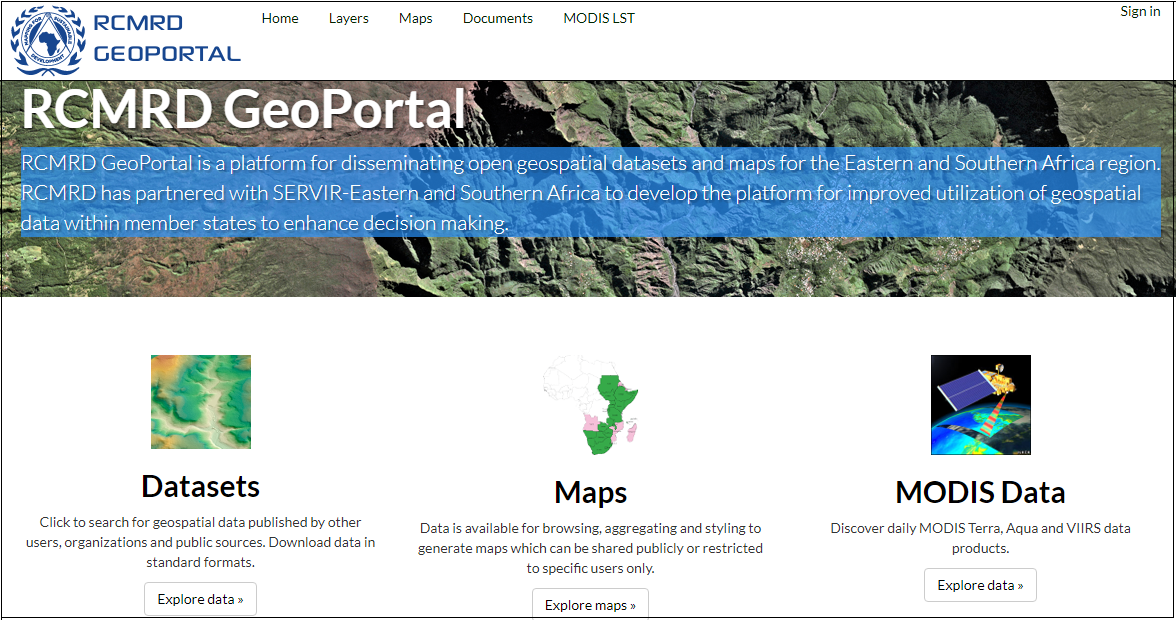 RCMRD
GEOPORTAL
Home Layers Maps Documents MODIS LST
Sign in
RCMRD GeoPortal
RCMRD GeoPortal is a platform for disseminating open geospatial datasets and maps for the Eastern and Southern Africa region.
RCMRD has partnered with SERVIR-Eastern and Southern Africa to develop the platform for improved utilization of geospatial
data within member states to enhance decision making.
Datasets
Click to search for geospatial data published by other
users, organizations and public sources. Download data in
standard formats.
Explore data »
Maps
Data is available for browsing, aggregating and styling to
generate maps which can be shared publicly or restricted
to specific users only.
Explore maps »
MODIS Data
Discover daily MODIS Terra, Aqua and VIIRS data
products.
Explore data »